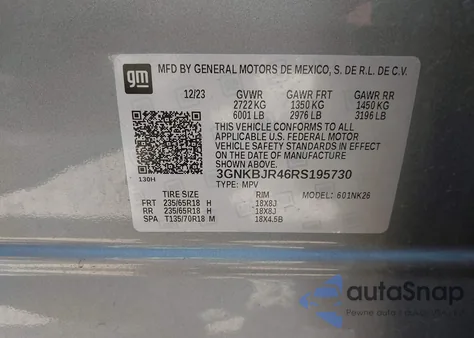 gm
MFD BY GENERAL MOTORS DE MEXICO, S. DE R.L. DE C.V.
12/23 GVWR GAWR FRT GAWR RR
2722 KG 1350 KG 1450 KG
6001 LB 2976 LB 3196 LB
THIS VEHICLE CONFORMS TO ALL
APPLICABLE U.S. FEDERAL MOTOR
VEHICLE SAFETY STANDARDS IN EFFECT
ON THE DATE OF MANUFACTURE
SHOWN ABOVE.
3GNKBJR46RS195730
130H TYPE: MPV MODEL: 601NK26
TIRE SIZE RIM
FRT 235/65R18 H 18X8J
RR 235/65R18 H 18X8J
SPA T135/70R18 M 18X4.5B
autoSnap
Pewne auto